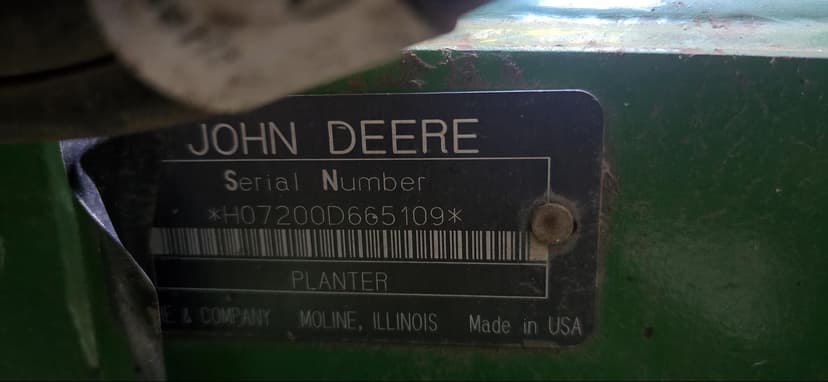 JOHN DEERE
Serial Number
*H07200D665109*
PLANTER
& COMPANY MOLINE, ILLINOIS Made in USA